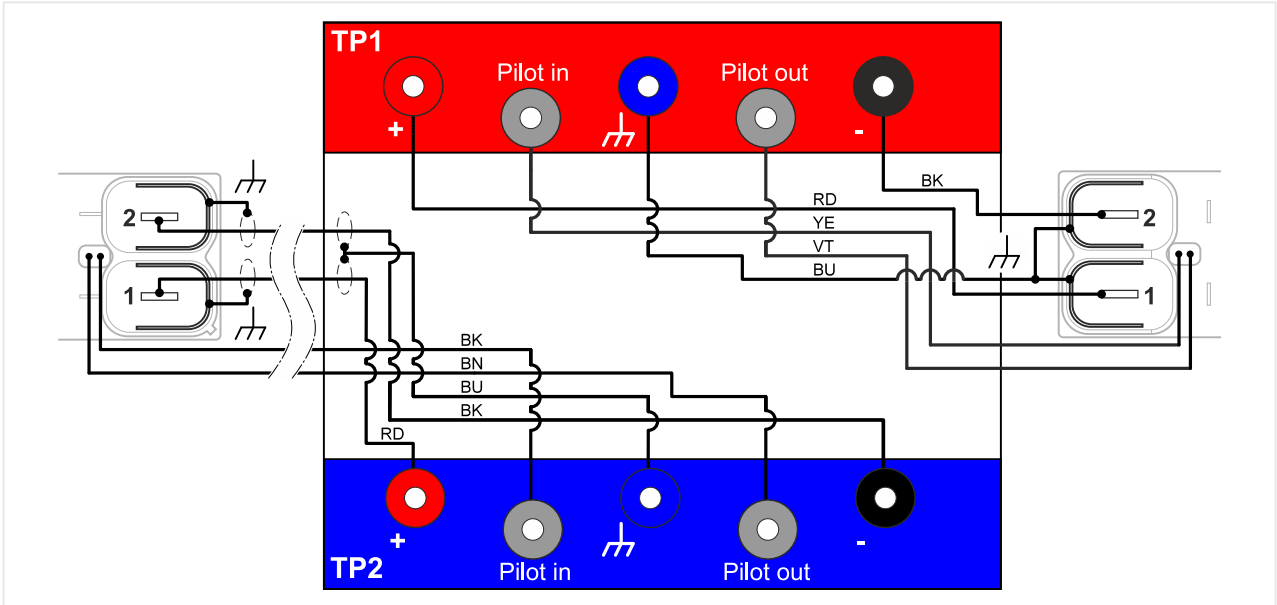 TP1
Pilot in
Pilot out
+
-
BK
RD
YE
VT
BU
2
1
2
1
BK
BN
BU
BK
RD
+
-
TP2
Pilot in
Pilot out